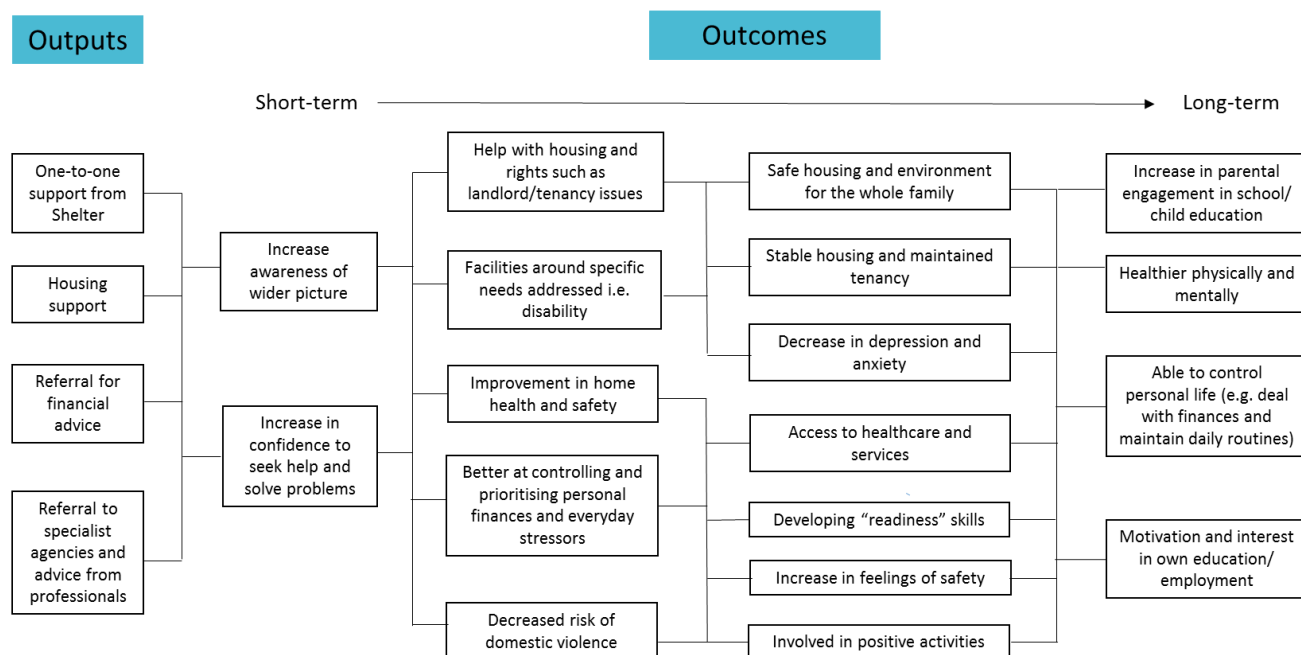 Outputs
Outcomes
Short-term
Long-term
One-to-one
support from
Shelter
Housing
support
Referral for
financial
advice
Referral to
specialist
agencies and
advice from
professionals
Increase
awareness of
wider picture
Increase in
confidence to
seek help and
solve problems
Help with housing and
rights such as
landlord/tenancy issues
Facilities around specific
needs addressed i.e.
disability
Improvement in home
health and safety
Better at controlling and
prioritising personal
finances and everyday
stressors
Decreased risk of
domestic violence
Safe housing and environment
for the whole family
Stable housing and maintained
tenancy
Decrease in depression and
anxiety
Access to healthcare and
services
Developing “readiness” skills
Increase in feelings of safety
Involved in positive activities
Increase in parental
engagement in school/
child education
Healthier physically and
mentally
Able to control
personal life (e.g. deal
with finances and
maintain daily routines)
Motivation and interest
in own education/
employment